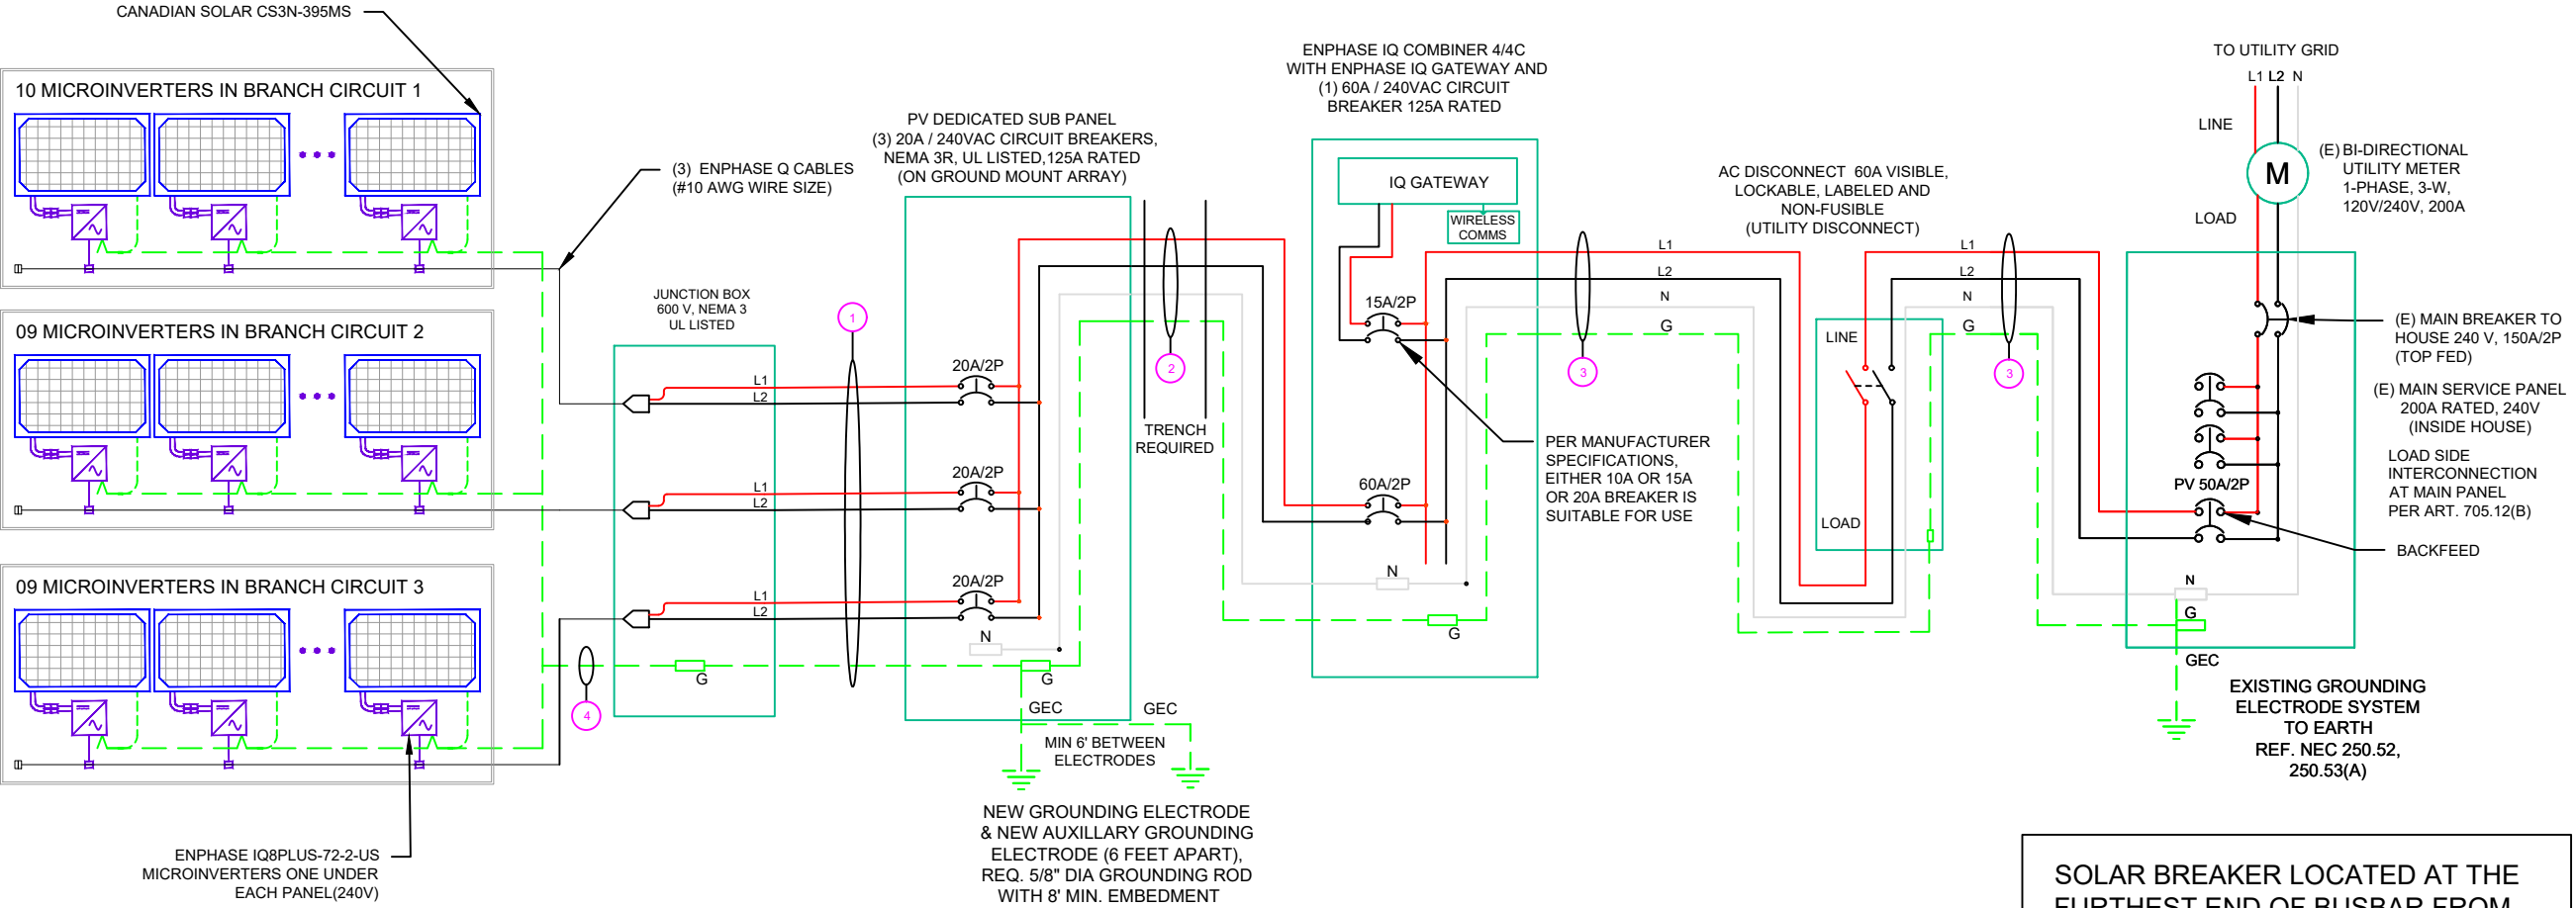 CANADIAN SOLAR CS3N-395MS
10 MICROINVERTERS IN BRANCH CIRCUIT 1
09 MICROINVERTERS IN BRANCH CIRCUIT 2
09 MICROINVERTERS IN BRANCH CIRCUIT 3
ENPHASE IQ8PLUS-72-2-US
MICROINVERTERS ONE UNDER
EACH PANEL(240V)
(3) ENPHASE Q CABLES
(#10 AWG WIRE SIZE)
JUNCTION BOX
600 V, NEMA 3
UL LISTED
L1
L2
L1
L2
L1
L2
G
4
1
PV DEDICATED SUB PANEL
(3) 20A / 240VAC CIRCUIT BREAKERS,
NEMA 3R, UL LISTED,125A RATED
(ON GROUND MOUNT ARRAY)
20A/2P
20A/2P
20A/2P
N
G
GEC
GEC
MIN 6' BETWEEN
ELECTRODES
NEW GROUNDING ELECTRODE
& NEW AUXILLARY GROUNDING
ELECTRODE (6 FEET APART),
REQ. 5/8" DIA GROUNDING ROD
WITH 8' MIN. EMBEDMENT
2
TRENCH
REQUIRED
ENPHASE IQ COMBINER 4/4C
WITH ENPHASE IQ GATEWAY AND
(1) 60A / 240VAC CIRCUIT
BREAKER 125A RATED
IQ GATEWAY
WIRELESS
COMMS
15A/2P
60A/2P
N
G
PER MANUFACTURER
SPECIFICATIONS,
EITHER 10A OR 15A
OR 20A BREAKER IS
SUITABLE FOR USE
3
L1
L2
N
G
AC DISCONNECT 60A VISIBLE,
LOCKABLE, LABELED AND
NON-FUSIBLE
(UTILITY DISCONNECT)
LINE
LOAD
L1
L2
N
G
3
TO UTILITY GRID
L1 L2 N
LINE
M
LOAD
(E) BI-DIRECTIONAL
UTILITY METER
1-PHASE, 3-W,
120V/240V, 200A
(E) MAIN BREAKER TO
HOUSE 240 V, 150A/2P
(TOP FED)
(E) MAIN SERVICE PANEL
200A RATED, 240V
(INSIDE HOUSE)
LOAD SIDE
INTERCONNECTION
AT MAIN PANEL
PER ART. 705.12(B)
PV 50A/2P
BACKFEED
N
G
GEC
EXISTING GROUNDING
ELECTRODE SYSTEM
TO EARTH
REF. NEC 250.52,
250.53(A)
SOLAR BREAKER LOCATED AT THE
FURTHEST END OF BUSBAR FROM